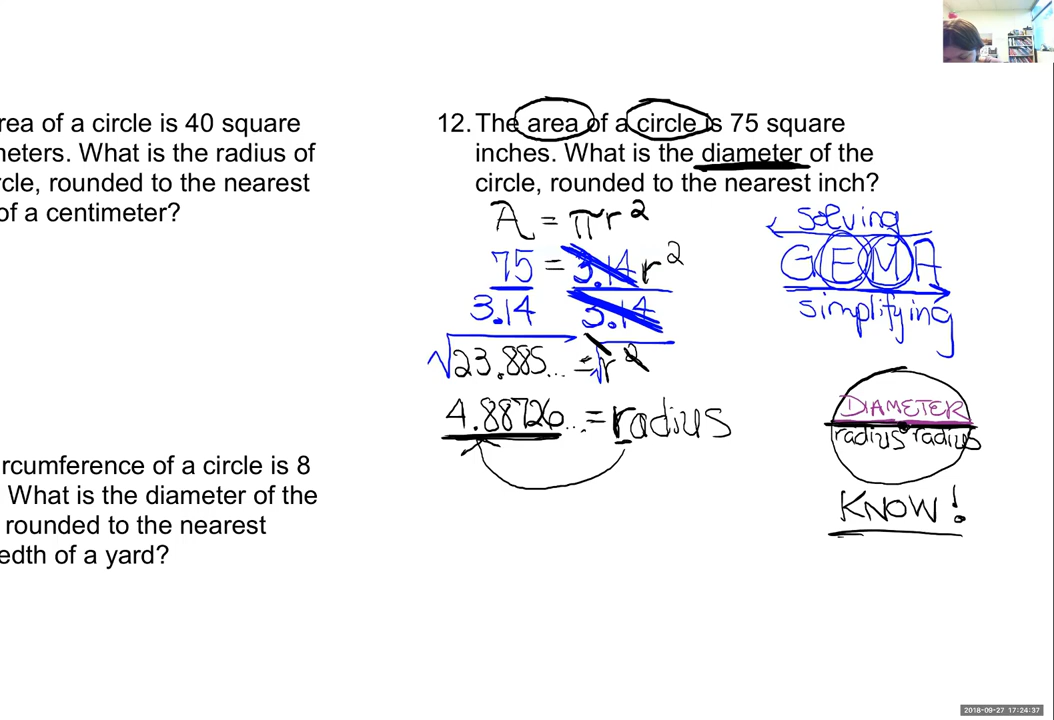 rea of a circle is 40 square
neters. What is the radius of
rcle, rounded to the nearest
of a centimeter?
rcumference of a circle is 8
What is the diameter of the
rounded to the nearest
edth of a yard?
12. The area of a circle is 75 square
inches. What is the diameter of the
circle, rounded to the nearest inch?
A = πr²
75 = 3.14r²
3.14 3.14
√23.885... = √r²
4.88726... = radius
solving
GEMA
simplifying
DIAMETER
radius radius
KNOW!
2018-09-27 17:24:37